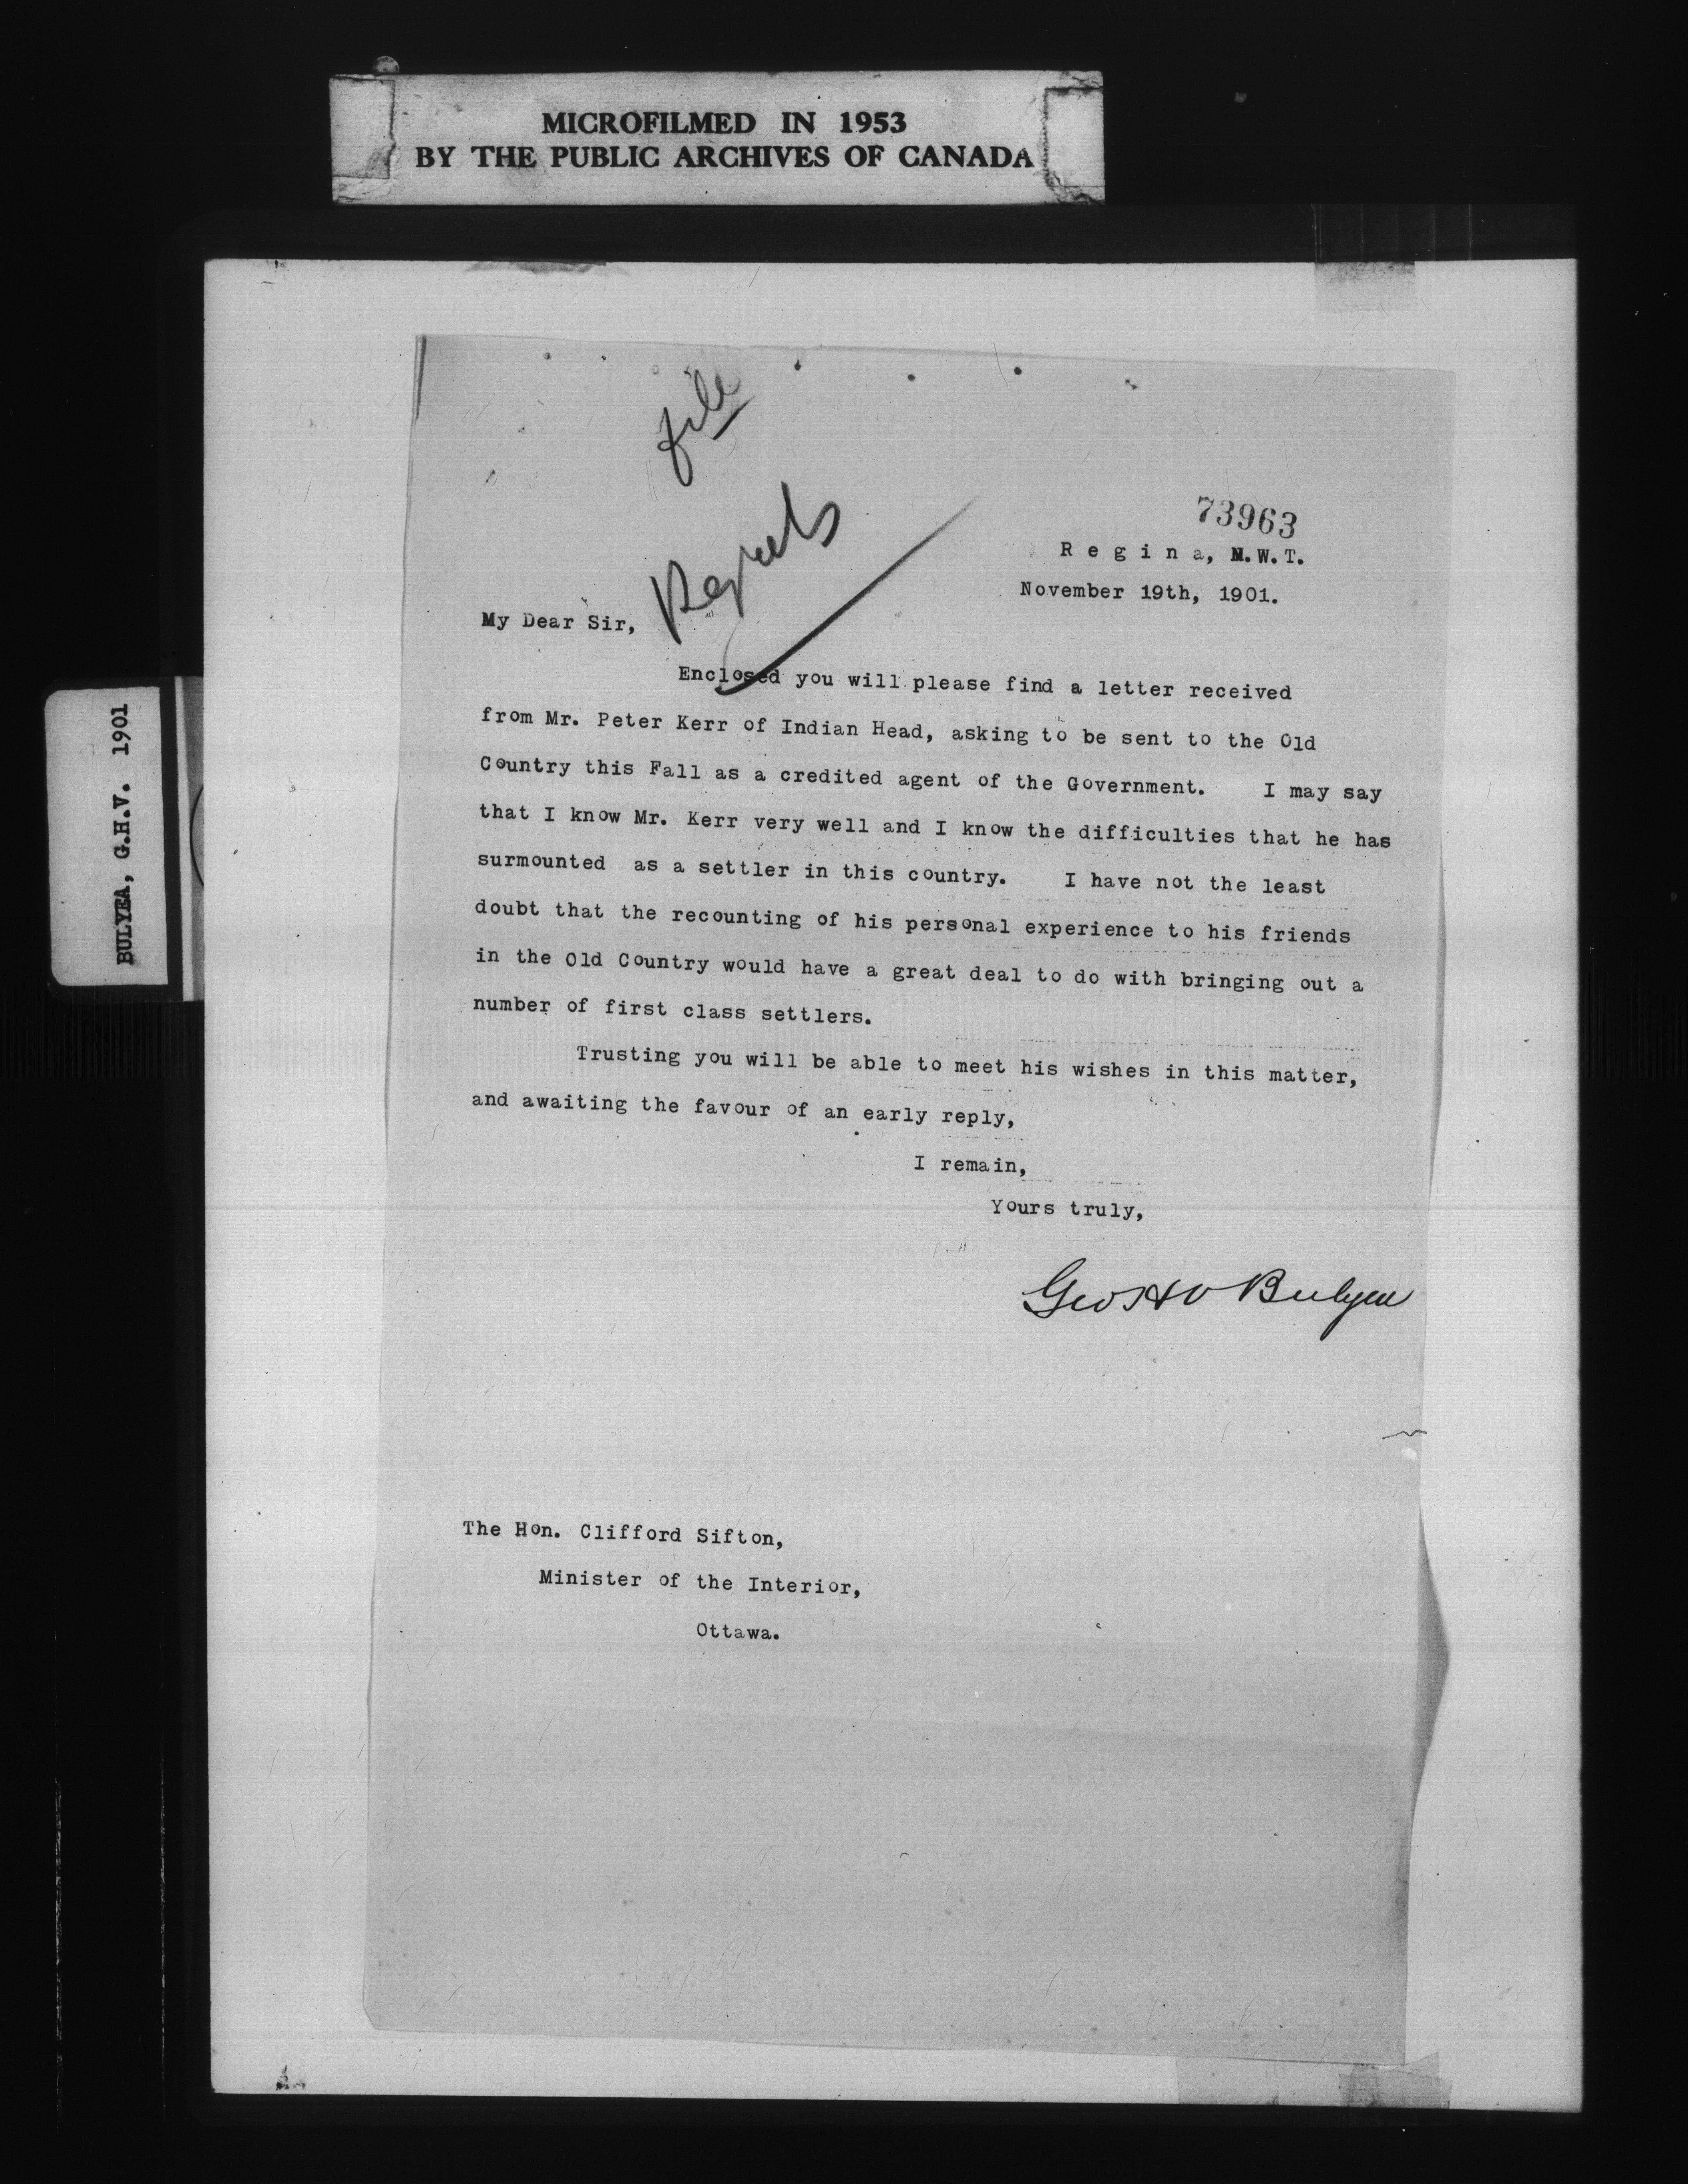 MICROFILMED IN 1953
BY THE PUBLIC ARCHIVES OF CANADA
BULYEA, G.H.V. 1901
file
Regrets
73963
Regina, N.W.T.
November 19th, 1901.
My Dear Sir,
Enclosed you will please find a letter received
from Mr. Peter Kerr of Indian Head, asking to be sent to the Old
Country this Fall as a credited agent of the Government. I may say
that I know Mr. Kerr very well and I know the difficulties that he has
surmounted as a settler in this country. I have not the least
doubt that the recounting of his personal experience to his friends
in the Old Country would have a great deal to do with bringing out a
number of first class settlers.
Trusting you will be able to meet his wishes in this matter,
and awaiting the favour of an early reply,
I remain,
Yours truly,
Geo H V Bulyea
The Hon. Clifford Sifton,
Minister of the Interior,
Ottawa.